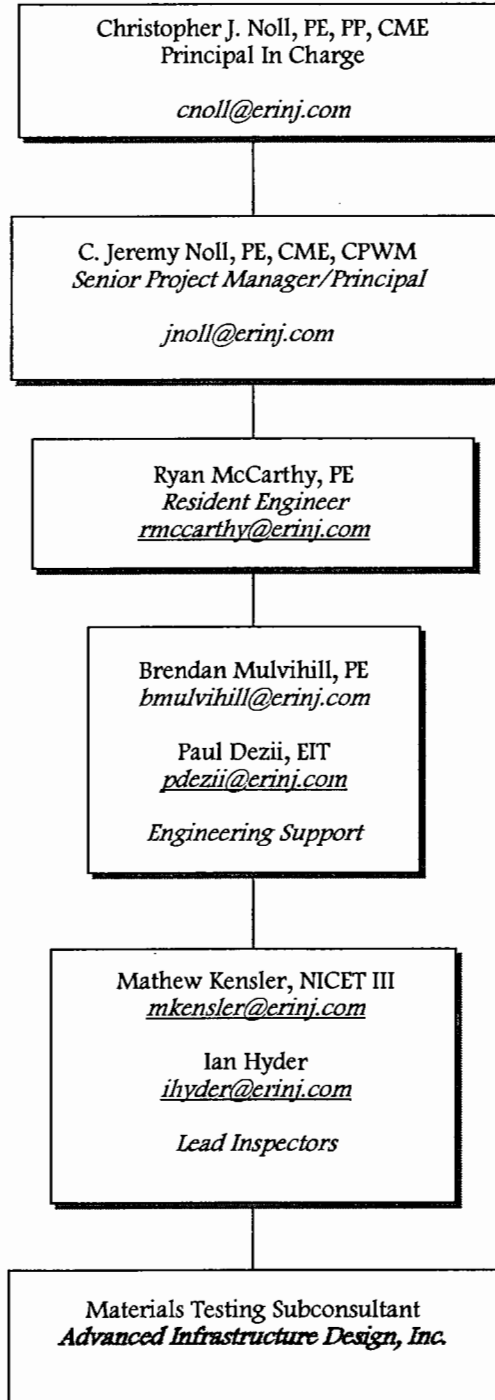 Christopher J. Noll, PE, PP, CME
Principal In Charge
cnoll@erinj.com
C. Jeremy Noll, PE, CME, CPWM
Senior Project Manager/Principal
jnoll@erinj.com
Ryan McCarthy, PE
Resident Engineer
rmccarthy@erinj.com
Brendan Mulvihill, PE
bmulvihill@erinj.com
Paul Dezii, EIT
pdezii@erinj.com
Engineering Support
Mathew Kensler, NICET III
mkensler@erinj.com
Ian Hyder
ihyder@erinj.com
Lead Inspectors
Materials Testing Subconsultant
Advanced Infrastructure Design, Inc.